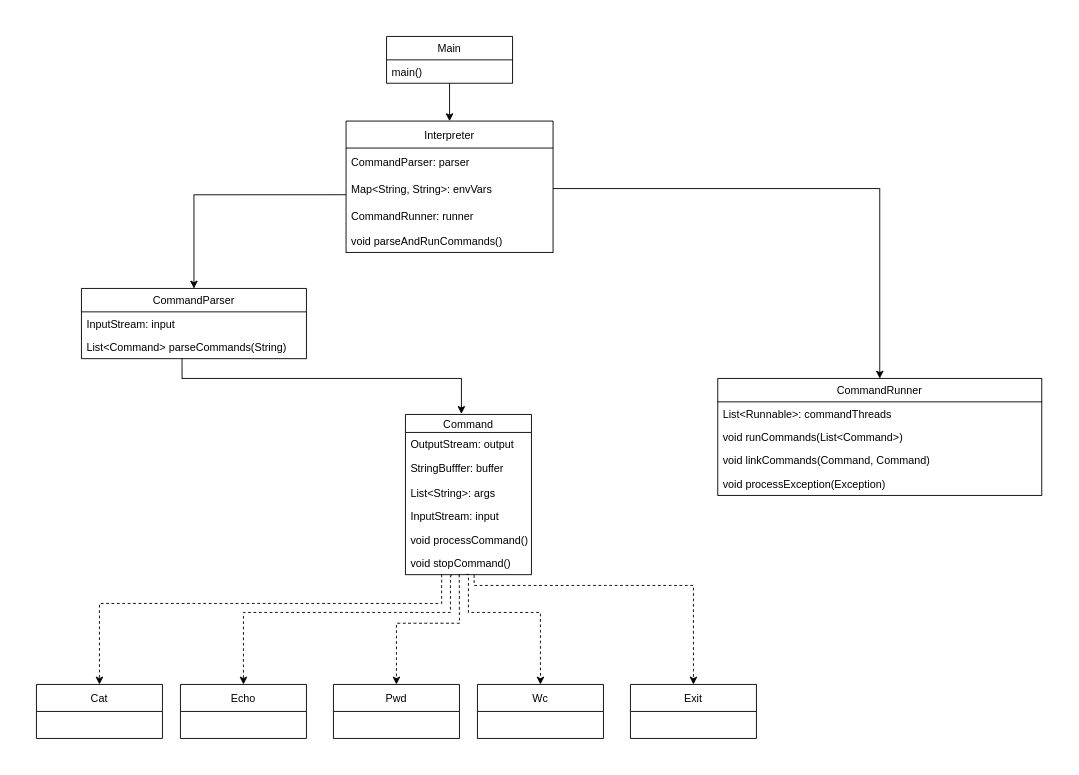 Main
main()
Interpreter
CommandParser: parser
Map<String, String>: envVars
CommandRunner: runner
void parseAndRunCommands()
CommandParser
InputStream: input
List<Command> parseCommands(String)
CommandRunner
List<Runnable>: commandThreads
void runCommands(List<Command>)
void linkCommands(Command, Command)
void processException(Exception)
Command
OutputStream: output
StringBufffer: buffer
List<String>: args
InputStream: input
void processCommand()
void stopCommand()
Cat
Echo
Pwd
Wc
Exit